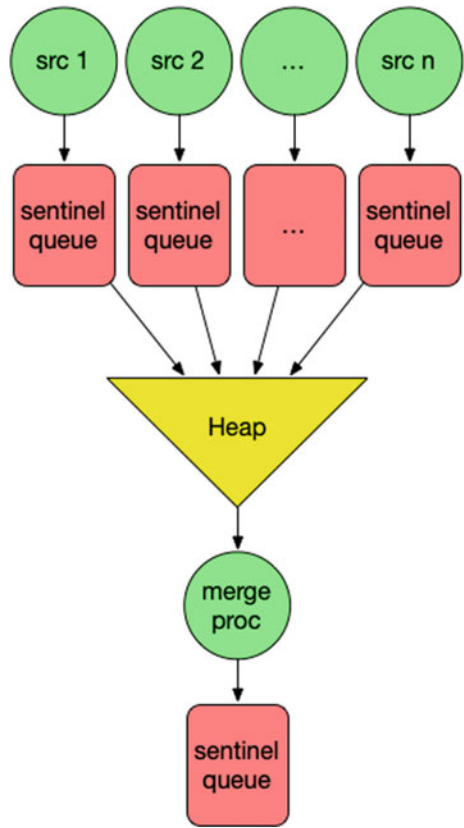 src 1
src 2
...
src n
sentinel
queue
sentinel
queue
...
sentinel
queue
Heap
merge
proc
sentinel
queue